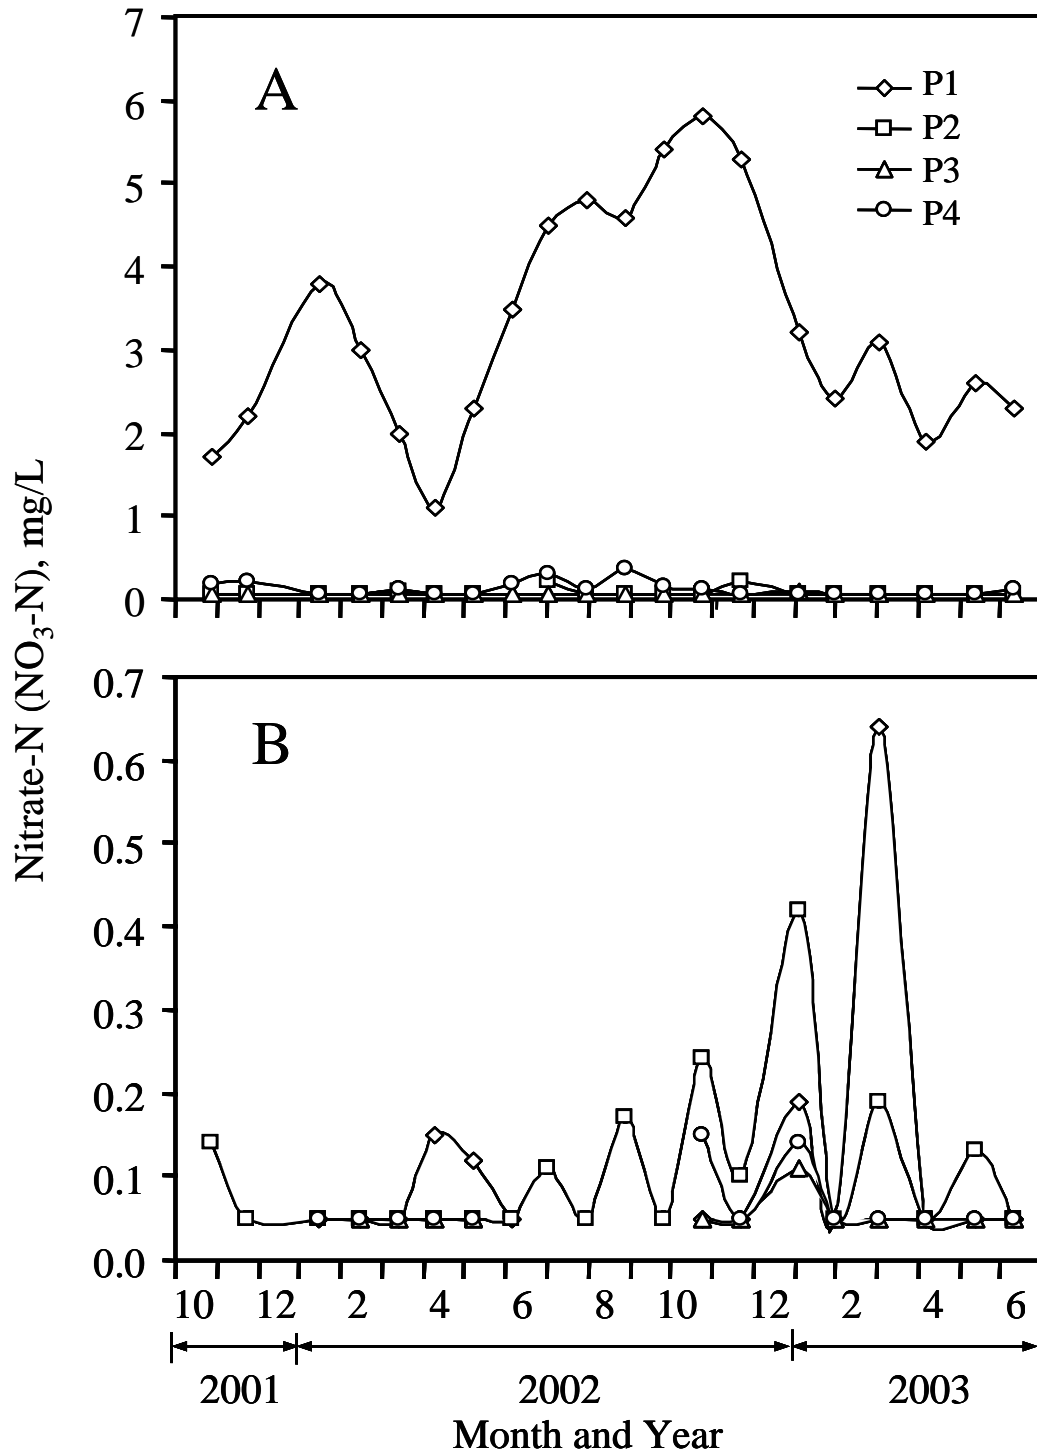 7
6
5
4
3
2
1
0
A
P1
P2
P3
P4
Nitrate-N (NO₃-N), mg/L
0.7
0.6
0.5
0.4
0.3
0.2
0.1
0.0
B
10 12 2 4 6 8 10 12 2 4 6
2001 2002 2003
Month and Year